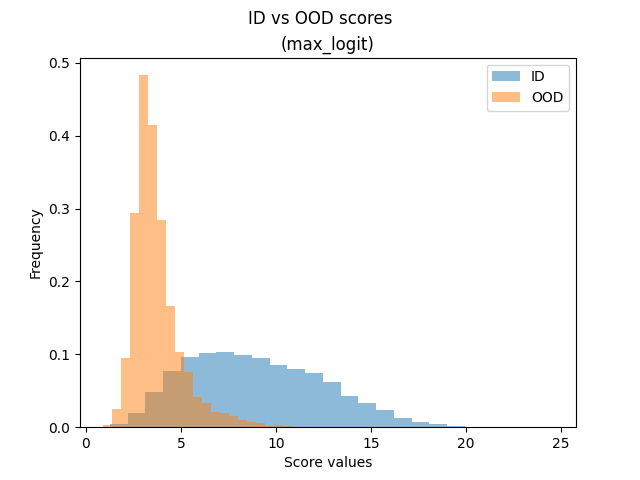 ID vs OOD scores
(max_logit)
ID
OOD
Frequency
0.5
0.4
0.3
0.2
0.1
0.0
0
5
10
15
20
25
Score values